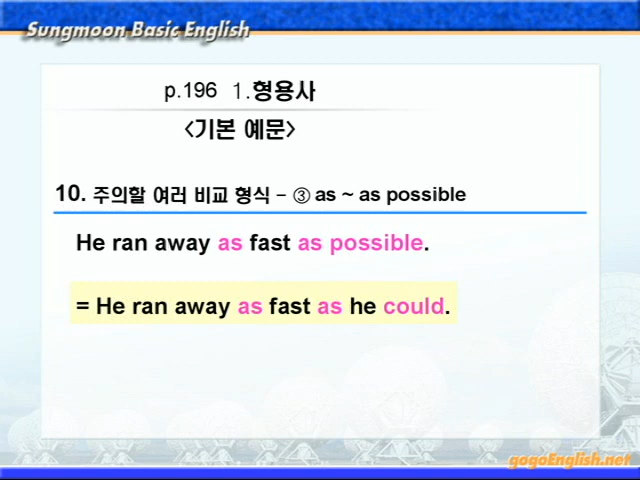 Sungmoon Basic English
p.196 1.형용사
<기본 예문>
10. 주의할 여러 비교 형식 - ③ as ~ as possible
He ran away as fast as possible.
= He ran away as fast as he could.
gogoEnglish.net